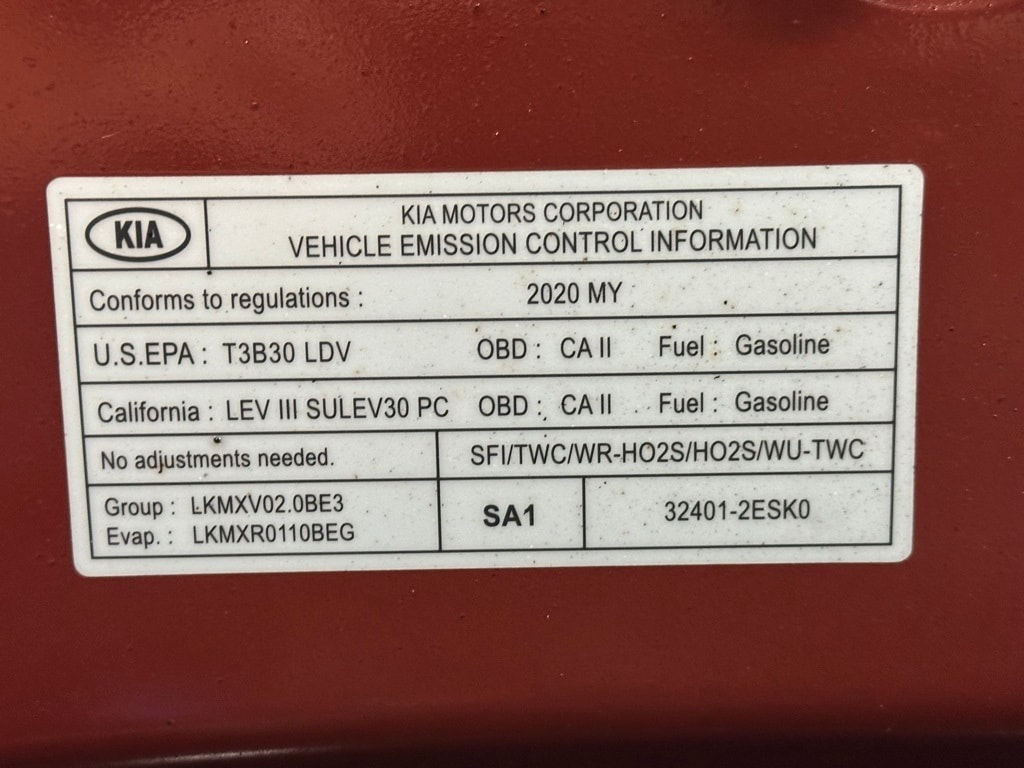 KIA
KIA MOTORS CORPORATION
VEHICLE EMISSION CONTROL INFORMATION
Conforms to regulations : 2020 MY
U.S.EPA : T3B30 LDV OBD : CA II Fuel : Gasoline
California : LEV III SULEV30 PC OBD : CA II Fuel : Gasoline
No adjustments needed. SFI/TWC/WR-HO2S/HO2S/WU-TWC
Group : LKMXV02.0BE3
Evap. : LKMXR0110BEG
SA1
32401-2ESK0